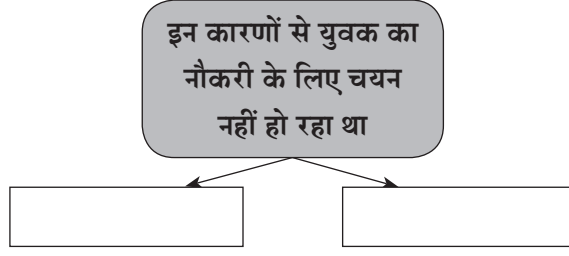 इन कारणों से युवक का
नौकरी के लिए चयन
नहीं हो रहा था